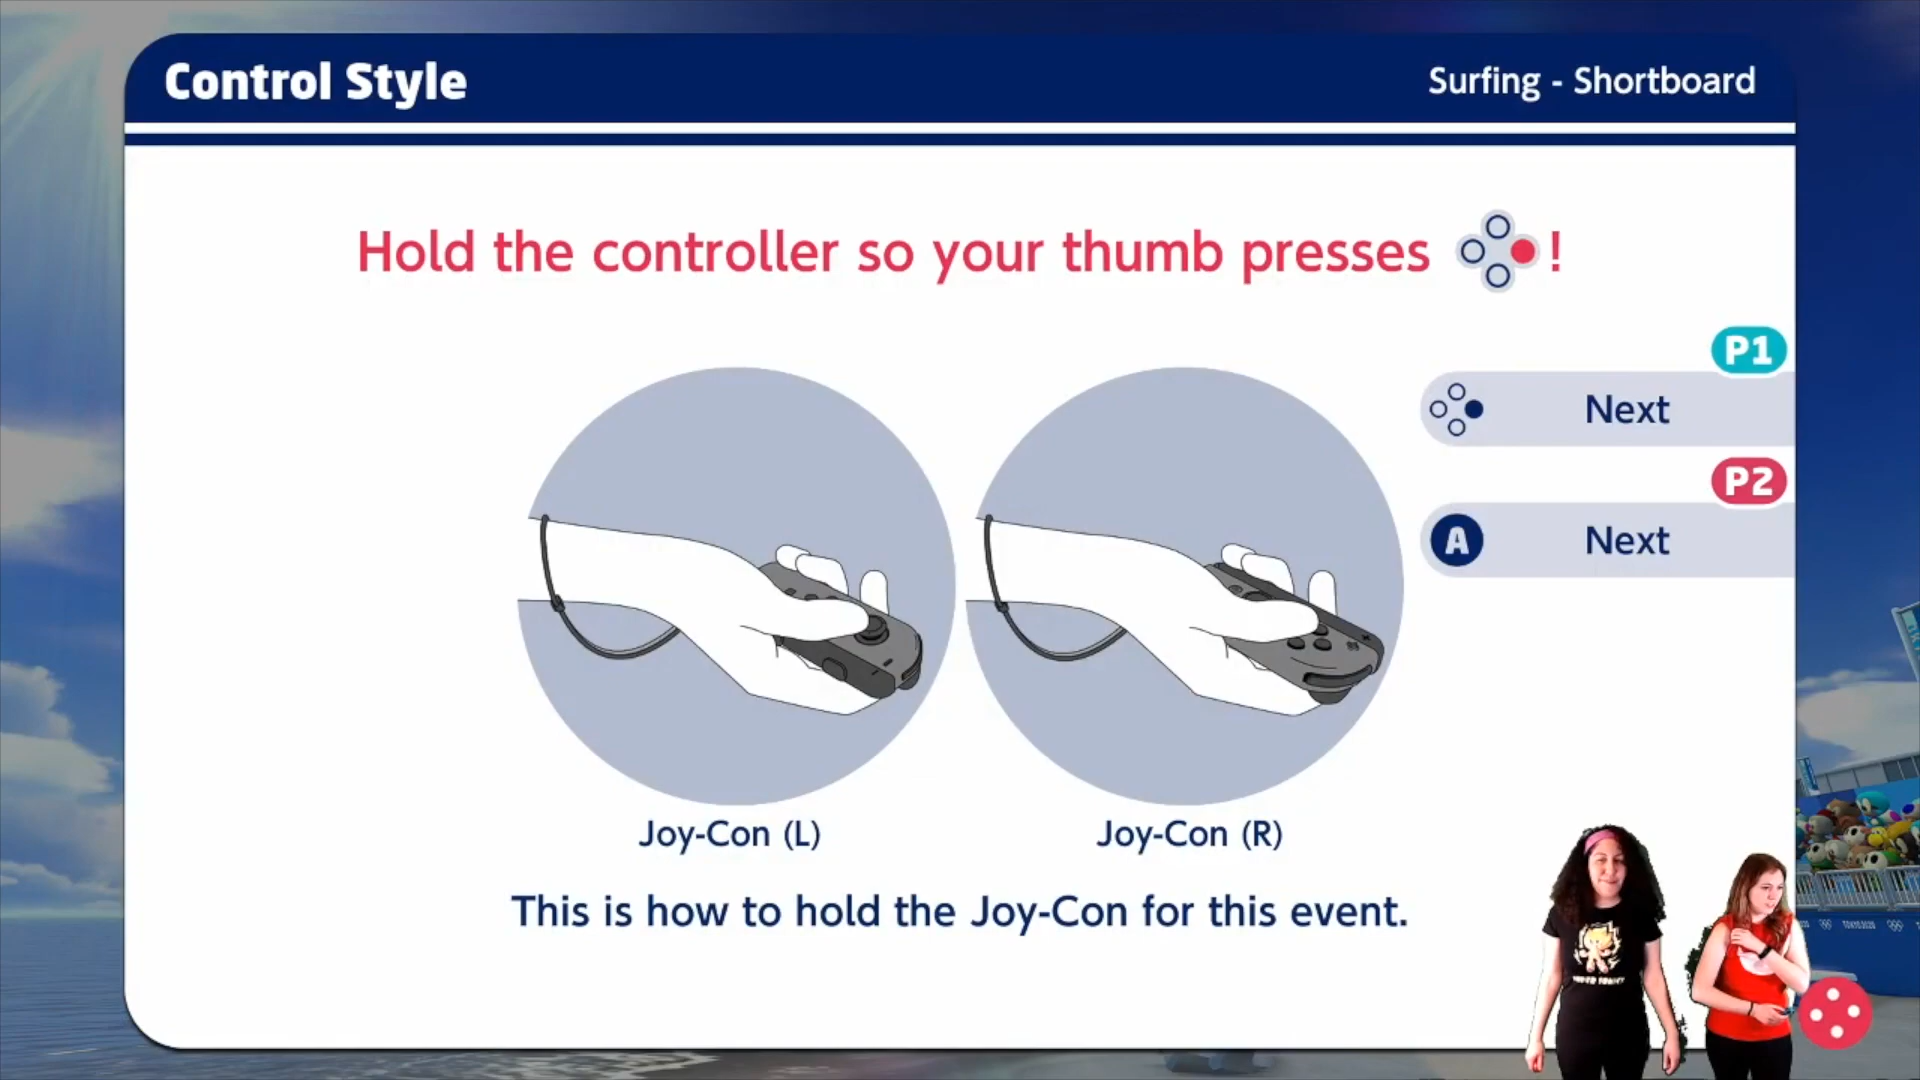 Control Style
Surfing - Shortboard
Hold the controller so your thumb presses !
P1
Next
P2
A Next
Joy-Con (L)
Joy-Con (R)
This is how to hold the Joy-Con for this event.
TOKYO2020